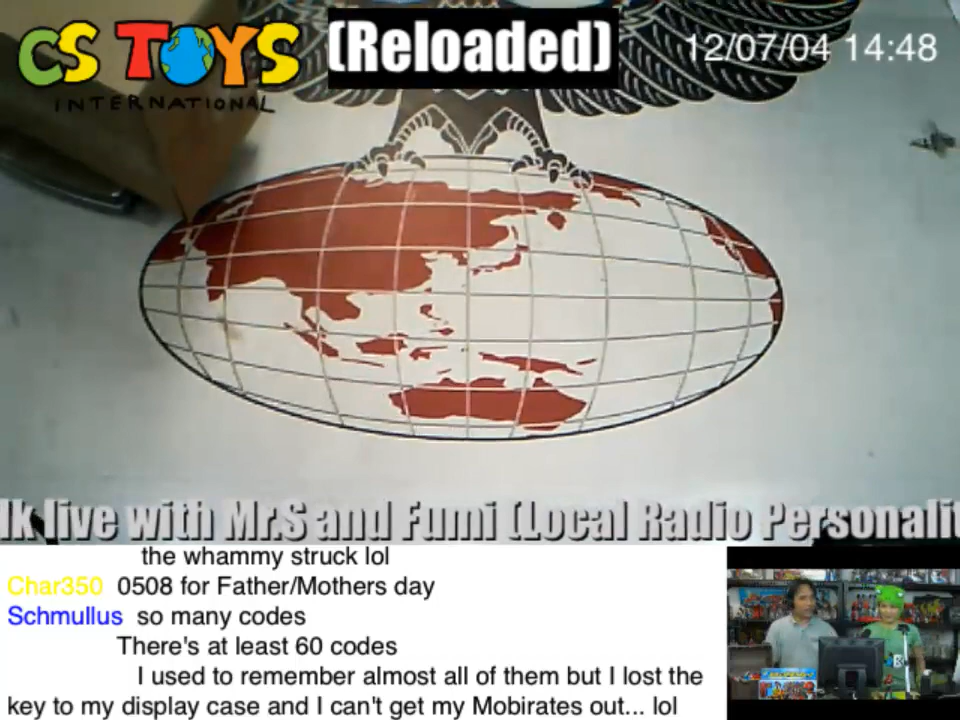 CS TOYS
INTERNATIONAL
(Reloaded)
12/07/04 14:48
lk live with Mr.S and Fumi (Local Radio Personalit
the whammy struck lol
Char350 0508 for Father/Mothers day
Schmullus so many codes
There's at least 60 codes
I used to remember almost all of them but I lost the
key to my display case and I can't get my Mobirates out... lol